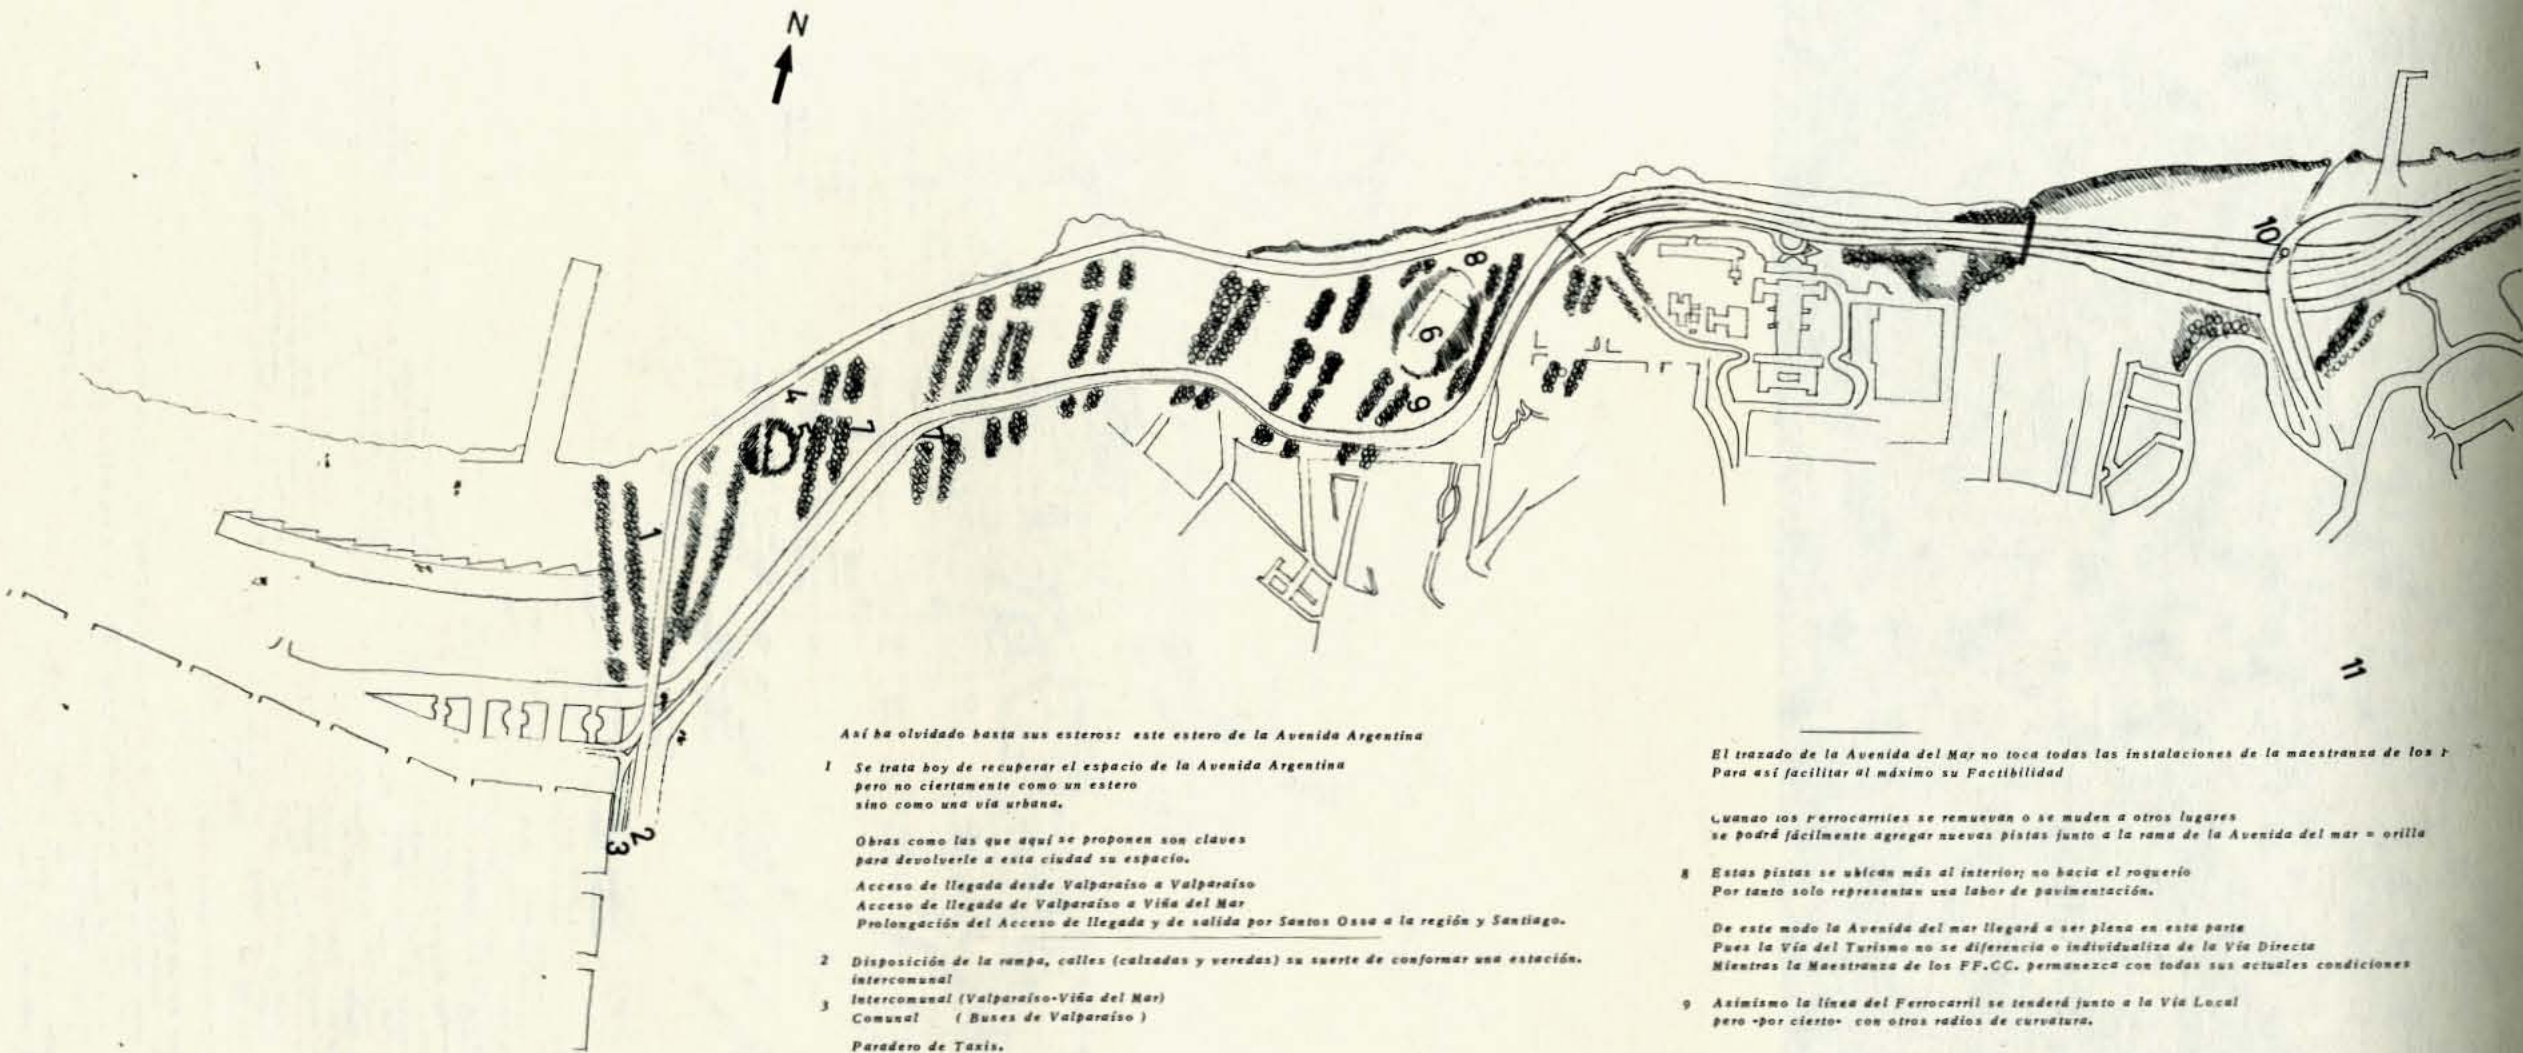 N
10
8
6
4
5
7
7
9
1
11
2
3
Así ha olvidado hasta sus esteros: este estero de la Avenida Argentina
1 Se trata hoy de recuperar el espacio de la Avenida Argentina
pero no ciertamente como un estero
sino como una vía urbana.
Obras como las que aquí se proponen son claves
para devolverle a esta ciudad su espacio.
Acceso de llegada desde Valparaíso a Valparaíso
Acceso de llegada de Valparaíso a Viña del Mar
Prolongación del Acceso de llegada y de salida por Santos Ossa a la región y Santiago.
2 Disposición de la rampa, calles (calzadas y veredas) su suerte de conformar una estación.
intercomunal
3 Intercomunal (Valparaíso-Viña del Mar)
Comunal ( Buses de Valparaíso )
Paradero de Taxis.
El trazado de la Avenida del Mar no toca todas las instalaciones de la maestranza de los
Para así facilitar al máximo su Factibilidad
Cuando los Ferrocarriles se remuevan o se muden a otros lugares
se podrá fácilmente agregar nuevas pistas junto a la rama de la Avenida del mar = orilla
8 Estas pistas se ubican más al interior; no hacia el roquerío
Por tanto solo representan una labor de pavimentación.
De este modo la Avenida del mar llegará a ser plena en esta parte
Pues la Vía del Turismo no se diferencia o individualiza de la Vía Directa
Mientras la Maestranza de los FF.CC. permanezca con todas sus actuales condiciones
9 Asimismo la línea del Ferrocarril se tenderá junto a la Vía Local
pero -por cierto- con otros radios de curvatura.